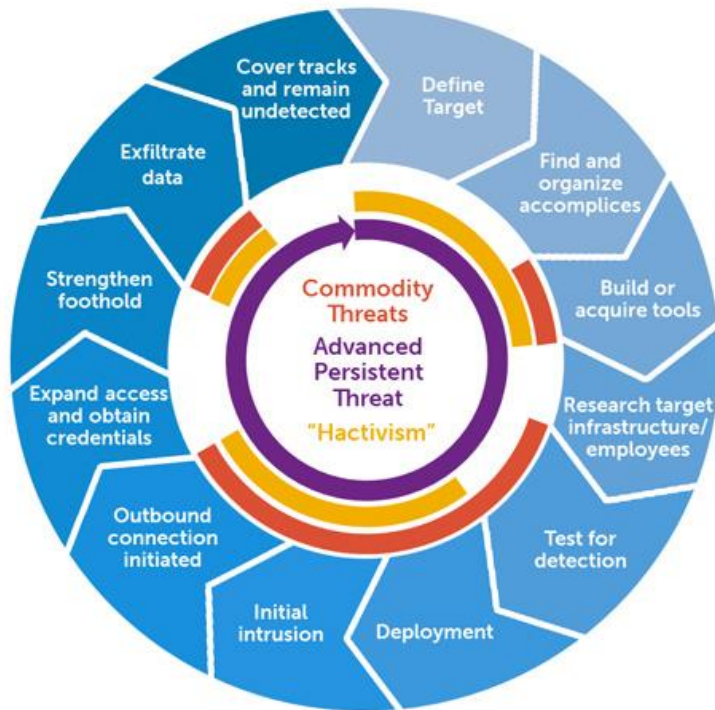 Define
Target
Find and
organize
accomplices
Build or
acquire tools
Research target
infrastructure/
employees
Test for
detection
Deployment
Initial
intrusion
Outbound
connection
initiated
Expand access
and obtain
credentials
Strengthen
foothold
Exfiltrate
data
Cover tracks
and remain
undetected
Commodity
Threats
Advanced
Persistent
Threat
"Hactivism"